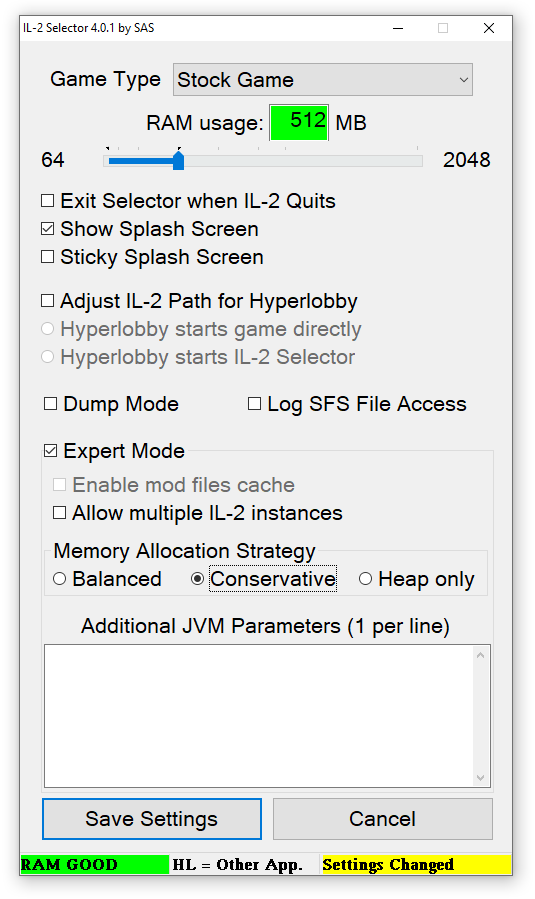 IL-2 Selector 4.0.1 by SAS
Game Type Stock Game
RAM usage: 512 MB
64 2048
Exit Selector when IL-2 Quits
Show Splash Screen
Sticky Splash Screen
Adjust IL-2 Path for Hyperlobby
Hyperlobby starts game directly
Hyperlobby starts IL-2 Selector
Dump Mode Log SFS File Access
Expert Mode
Enable mod files cache
Allow multiple IL-2 instances
Memory Allocation Strategy
Balanced Conservative Heap only
Additional JVM Parameters (1 per line)
Save Settings Cancel
RAM GOOD HL = Other App. Settings Changed